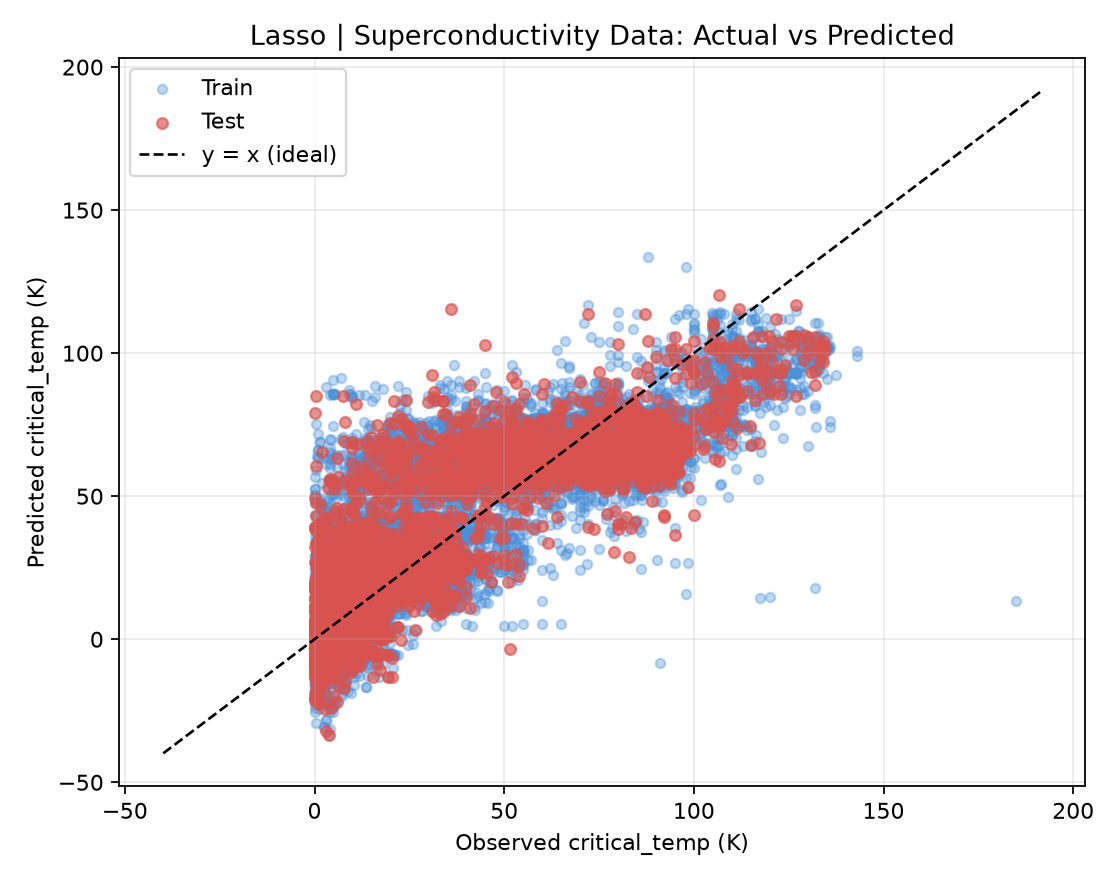 Lasso | Superconductivity Data: Actual vs Predicted
200
150
100
50
0
−50
Predicted critical_temp (K)
Train
Test
y = x (ideal)
−50
0
50
100
150
200
Observed critical_temp (K)